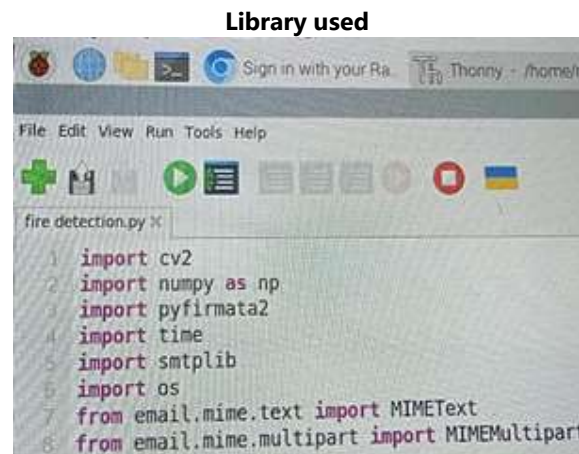 Library used
Sign in with your Ra..
Thonny - /home/r
File Edit View Run Tools Help
fire detection.py ×
1 import cv2
2 import numpy as np
3 import pyfirmata2
4 import time
5 import smtplib
6 import os
7 from email.mime.text import MIMEText
8 from email.mime.multipart import MIMEMultipart